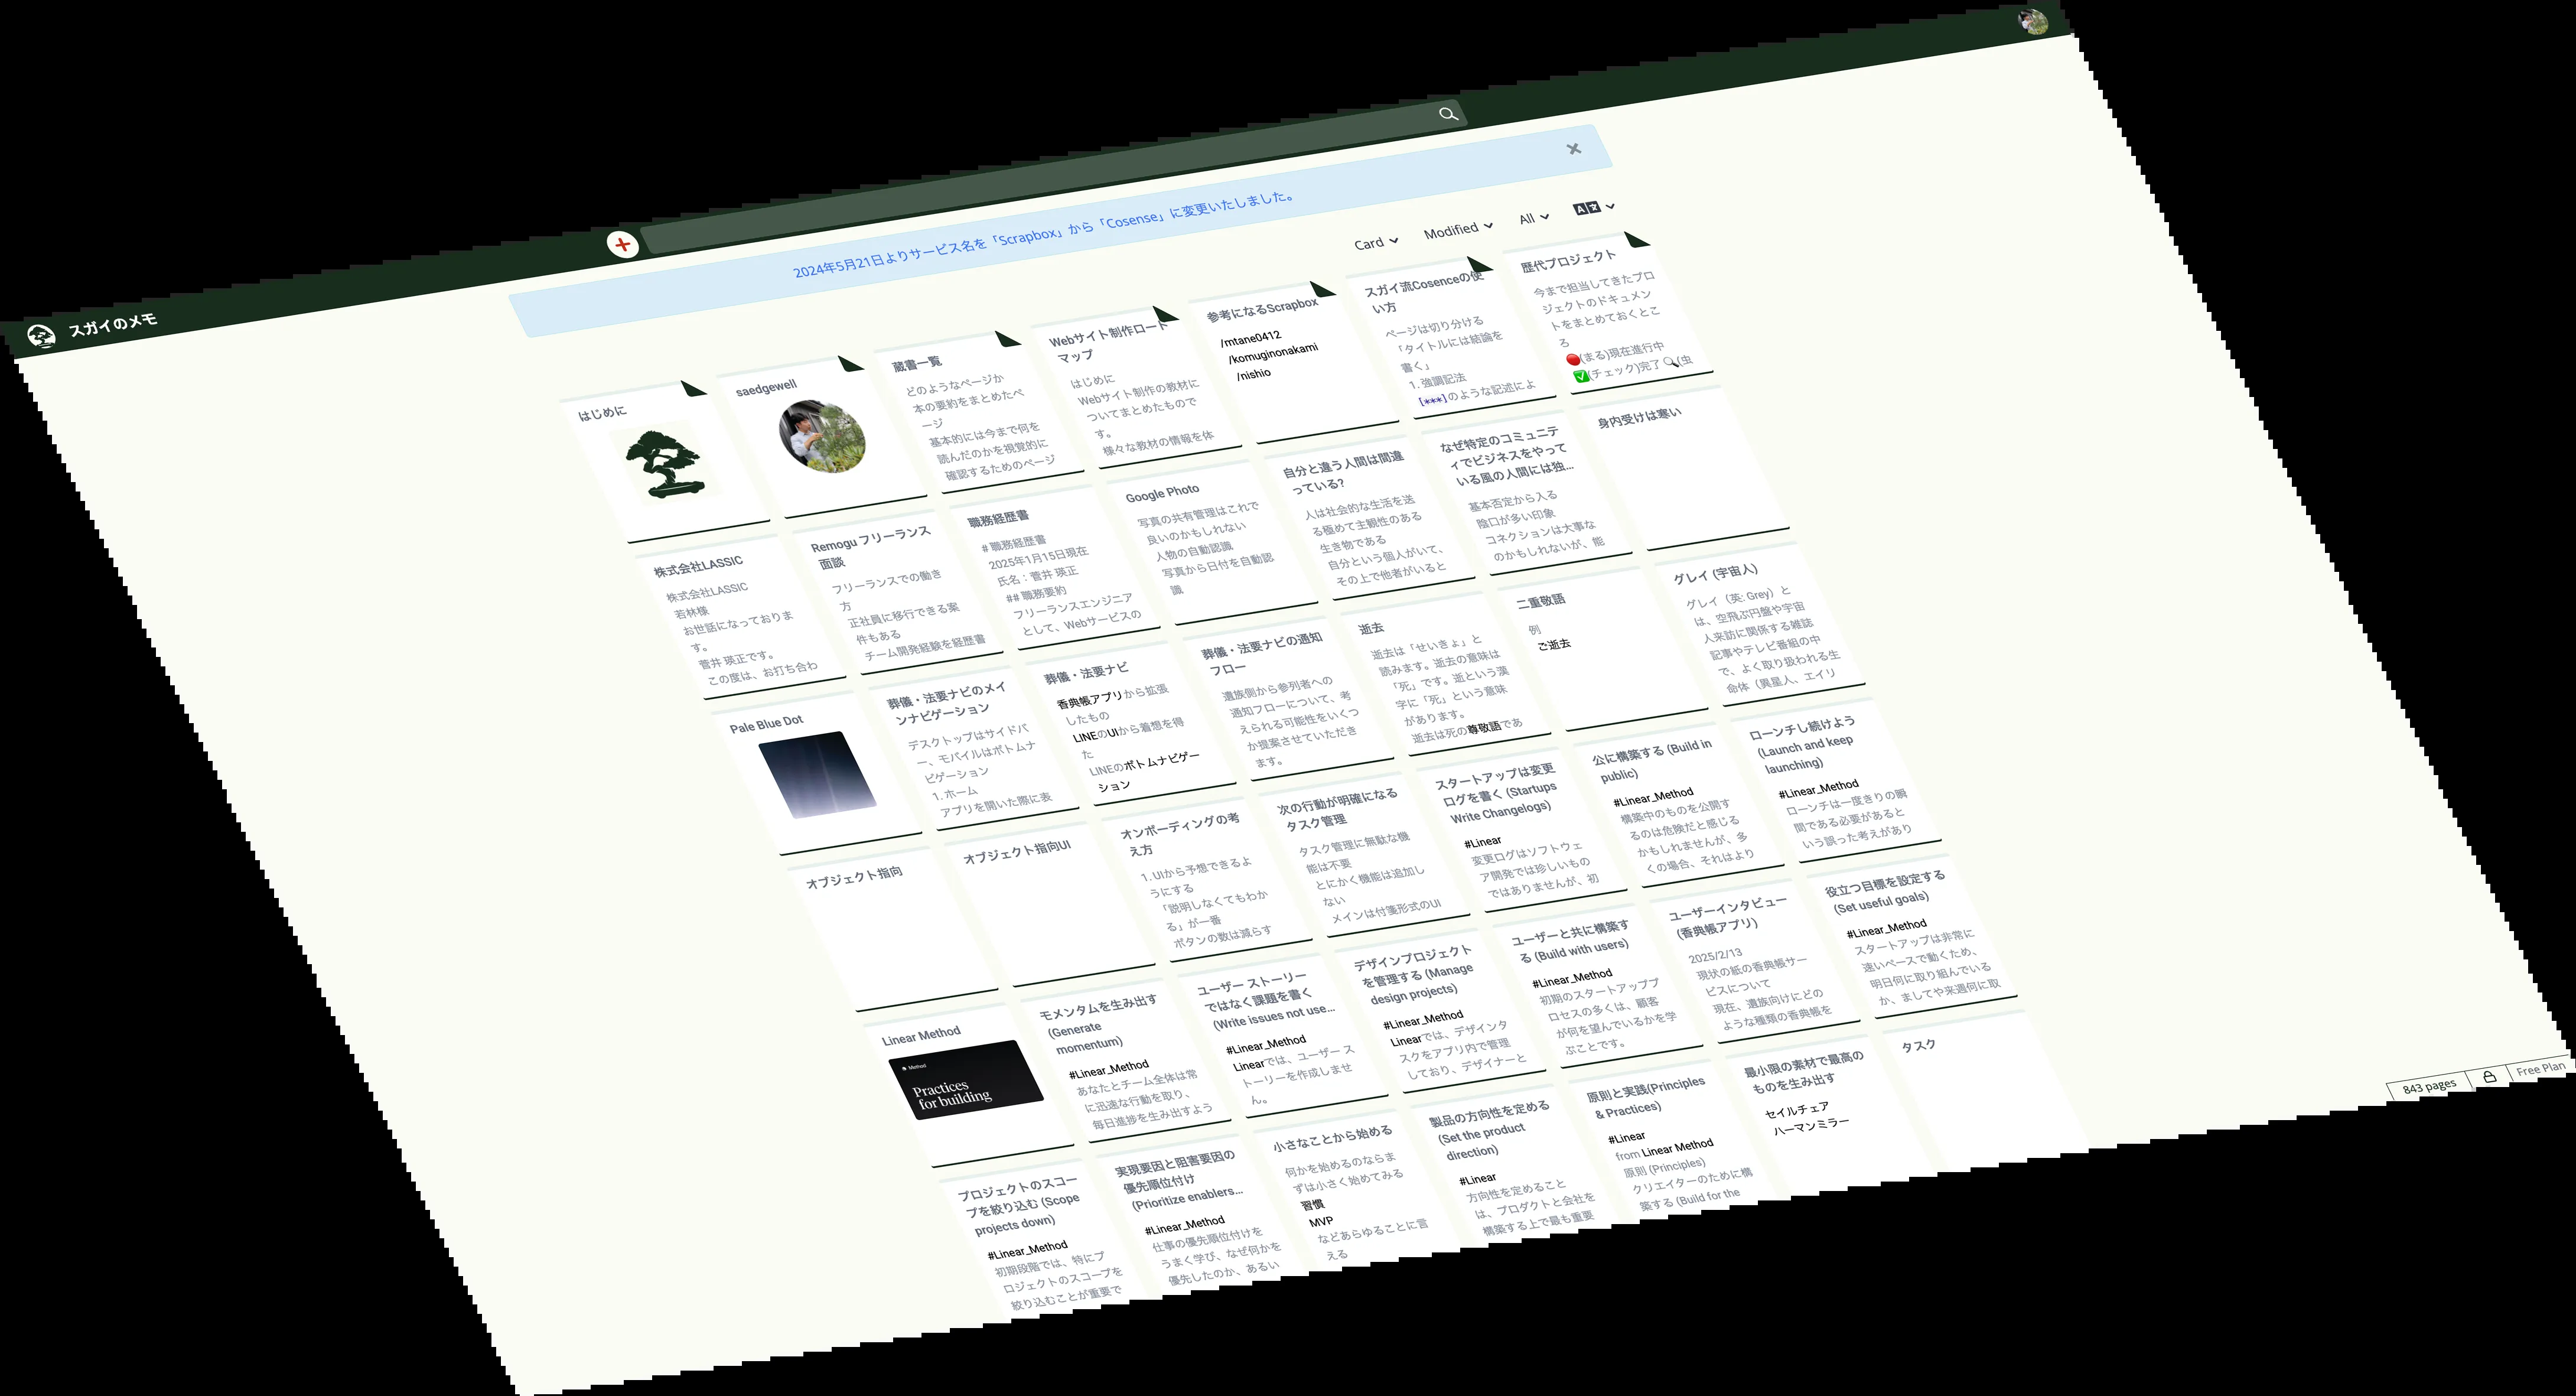 スガイのメモ
2024年5月21日よりサービス名を「Scrapbox」から「Cosense」に変更いたしました。
Card
Modified
All
はじめに
saedgewell
蔵書一覧
どのようなページか
本の要約をまとめたペ
ージ
基本的には今まで何を
読んだのかを視覚的に
確認するためのページ
Webサイト制作ロード
マップ
はじめに
Webサイト制作の教材に
ついてまとめたもので
す。
様々な教材の情報を体
参考になるScrapbox
/mtane0412
/komuginonakami
/nishio
スガイ流Cosenceの使
い方
ページは切り分ける
「タイトルには結論を
書く」
1. 強調記法
[***]のような記述によ
歴代プロジェクト
今まで担当してきたプロ
ジェクトのドキュメン
トをまとめておくとこ
ろ
🔴(まる)現在進行中
✅(チェック)完了🔍(虫
株式会社LASSIC
株式会社LASSIC
若林様
お世話になっておりま
す。
菅井 瑛正です。
この度は、お打ち合わ
Remogu フリーランス
面談
フリーランスでの働き
方
正社員に移行できる案
件もある
チーム開発経験を経歴書
職務経歴書
# 職務経歴書
2025年1月15日現在
氏名：菅井 瑛正
## 職務要約
フリーランスエンジニア
として、Webサービスの
Google Photo
写真の共有管理はこれで
良いのかもしれない
人物の自動認識
写真から日付を自動認
識
自分と違う人間は間違
っている?
人は社会的な生活を送
る極めて主観性のある
生き物である
自分という個人がいて、
その上で他者がいると
なぜ特定のコミュニテ
ィでビジネスをやって
いる風の人間には独...
基本否定から入る
陰口が多い印象
コネクションは大事な
のかもしれないが、能
身内受けは寒い
Pale Blue Dot
葬儀・法要ナビのメイ
ンナビゲーション
デスクトップはサイドバ
ー、モバイルはボトムナ
ビゲーション
1. ホーム
アプリを開いた際に表
葬儀・法要ナビ
香典帳アプリから拡張
したもの
LINEのUIから着想を得
た
LINEのボトムナビゲー
ション
葬儀・法要ナビの通知
フロー
遺族側から参列者への
通知フローについて、考
えられる可能性をいくつ
か提案させていただき
ます。
逝去
逝去は「せいきょ」と
読みます。逝去の意味は
「死」です。逝という漢
字に「死」という意味
があります。
逝去は死の尊敬語であ
二重敬語
例
ご逝去
グレイ (宇宙人)
グレイ（英: Grey）と
は、空飛ぶ円盤や宇宙
人来訪に関係する雑誌
記事やテレビ番組の中
で、よく取り扱われる生
命体（異星人、エイリ
オブジェクト指向
オブジェクト指向UI
オンボーディングの考
え方
1. UIから予想できるよ
うにする
「説明しなくてもわか
る」が一番
ボタンの数は減らす
次の行動が明確になる
タスク管理
タスク管理に無駄な機
能は不要
とにかく機能は追加し
ない
メインは付箋形式のUI
スタートアップは変更
ログを書く (Startups
Write Changelogs)
#Linear
変更ログはソフトウェ
ア開発では珍しいもの
ではありませんが、初
公に構築する (Build in
public)
#Linear_Method
構築中のものを公開す
るのは危険だと感じる
かもしれませんが、多
くの場合、それはより
ローンチし続けよう
(Launch and keep
launching)
#Linear_Method
ローンチは一度きりの瞬
間である必要があると
いう誤った考えがあり
Linear Method
Method
Practices
for building
モメンタムを生み出す
(Generate
momentum)
#Linear_Method
あなたとチーム全体は常
に迅速な行動を取り、
毎日進捗を生み出すよう
ユーザー ストーリー
ではなく課題を書く
(Write issues not use...
#Linear_Method
Linearでは、ユーザー ス
トーリーを作成しませ
ん。
デザインプロジェクト
を管理する (Manage
design projects)
#Linear_Method
Linearでは、デザインタ
スクをアプリ内で管理
しており、デザイナーと
ユーザーと共に構築す
る (Build with users)
#Linear_Method
初期のスタートアッププ
ロセスの多くは、顧客
が何を望んでいるかを学
ぶことです。
ユーザーインタビュー
(香典帳アプリ)
2025/2/13
現状の紙の香典帳サー
ビスについて
現在、遺族向けにどの
ような種類の香典帳を
役立つ目標を設定する
(Set useful goals)
#Linear_Method
スタートアップは非常に
速いペースで動くため、
明日何に取り組んでいる
か、ましてや来週何に取
プロジェクトのスコー
プを絞り込む (Scope
projects down)
#Linear_Method
初期段階では、特にプ
ロジェクトのスコープを
絞り込むことが重要で
実現要因と阻害要因の
優先順位付け
(Prioritize enablers...
#Linear_Method
仕事の優先順位付けを
うまく学び、なぜ何かを
優先したのか、あるい
小さなことから始める
何かを始めるのならま
ずは小さく始めてみる
習慣
MVP
などあらゆることに言
える
製品の方向性を定める
(Set the product
direction)
#Linear
方向性を定めること
は、プロダクトと会社を
構築する上で最も重要
原則と実践(Principles
& Practices)
#Linear
from Linear Method
原則 (Principles)
クリエイターのために構
築する (Build for the
最小限の素材で最高の
ものを生み出す
セイルチェア
ハーマンミラー
タスク
843 pages
Free Plan